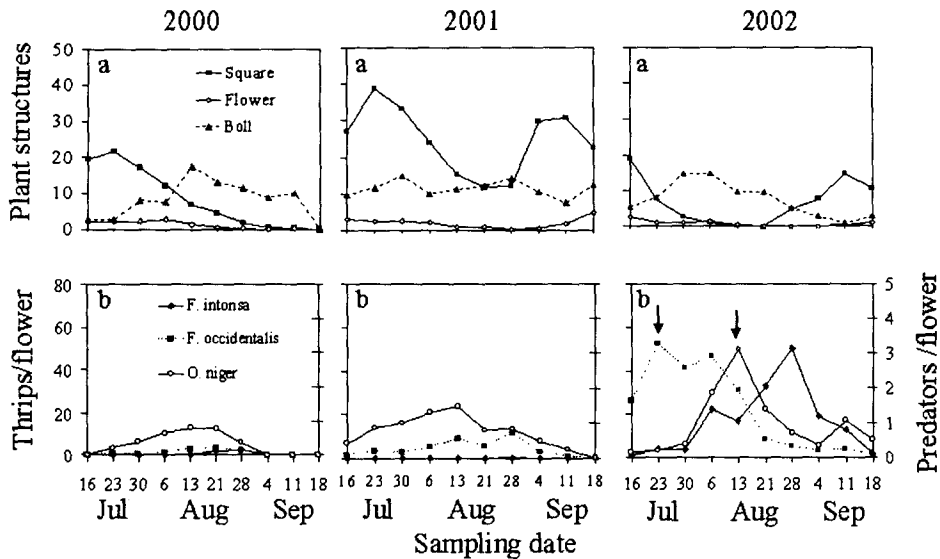 2000 2001 2002
Plant structures
50
40
30
20
10
0
a
Square
Flower
Boll
a
a
Thrips/flower
80
60
40
20
0
b
F. intonsa
F. occidentalis
O. niger
b
b
5
4
3
2
1
0
Predators /flower
16 23 30 6 13 21 28 4 11 18
16 23 30 6 13 21 28 4 11 18
16 23 30 6 13 21 28 4 11 18
Jul Aug Sep
Jul Aug Sep
Jul Aug Sep
Sampling date